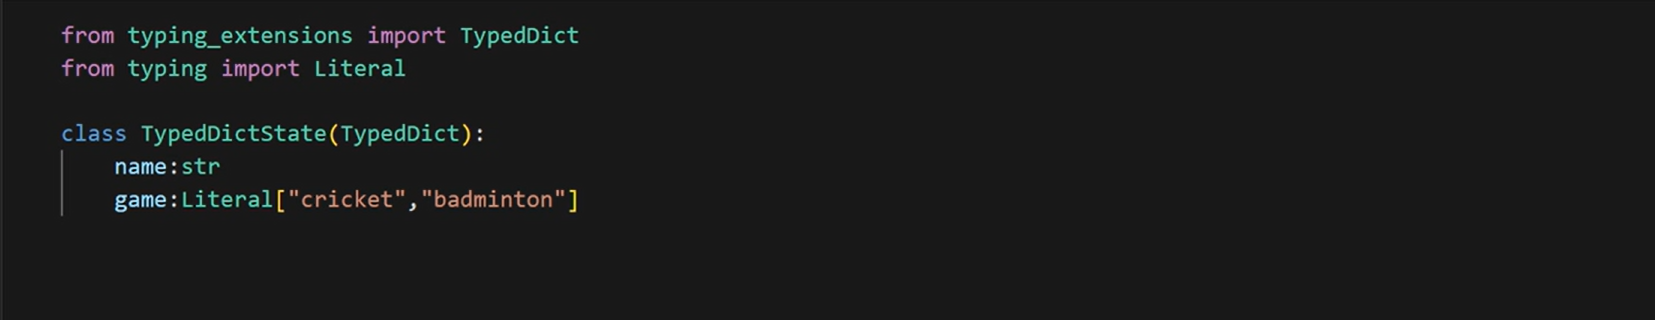 from typing_extensions import TypedDict
from typing import Literal

class TypedDictState(TypedDict):
    name:str
    game:Literal["cricket","badminton"]